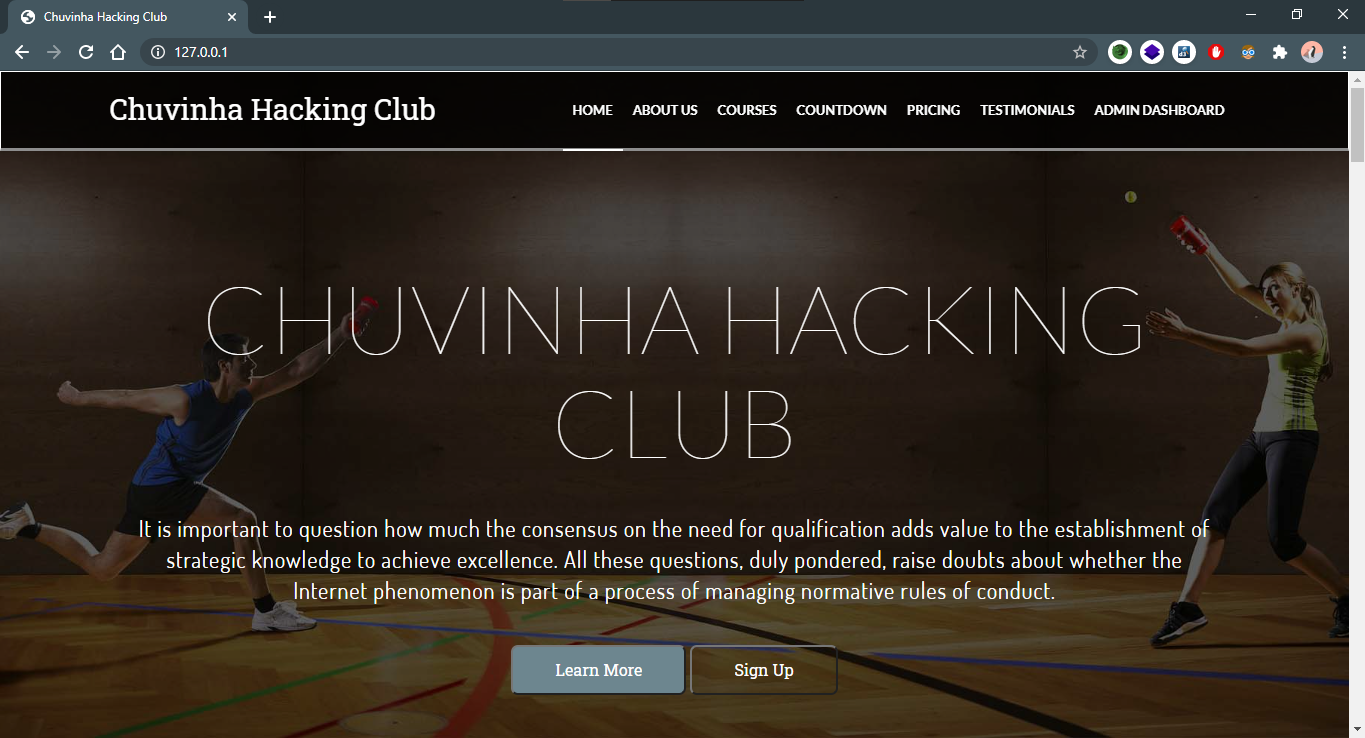 Chuvinha Hacking Club
127.0.0.1
Chuvinha Hacking Club
HOME ABOUT US COURSES COUNTDOWN PRICING TESTIMONIALS ADMIN DASHBOARD
CHUVINHA HACKING
CLUB
It is important to question how much the consensus on the need for qualification adds value to the establishment of
strategic knowledge to achieve excellence. All these questions, duly pondered, raise doubts about whether the
Internet phenomenon is part of a process of managing normative rules of conduct.
Learn More Sign Up